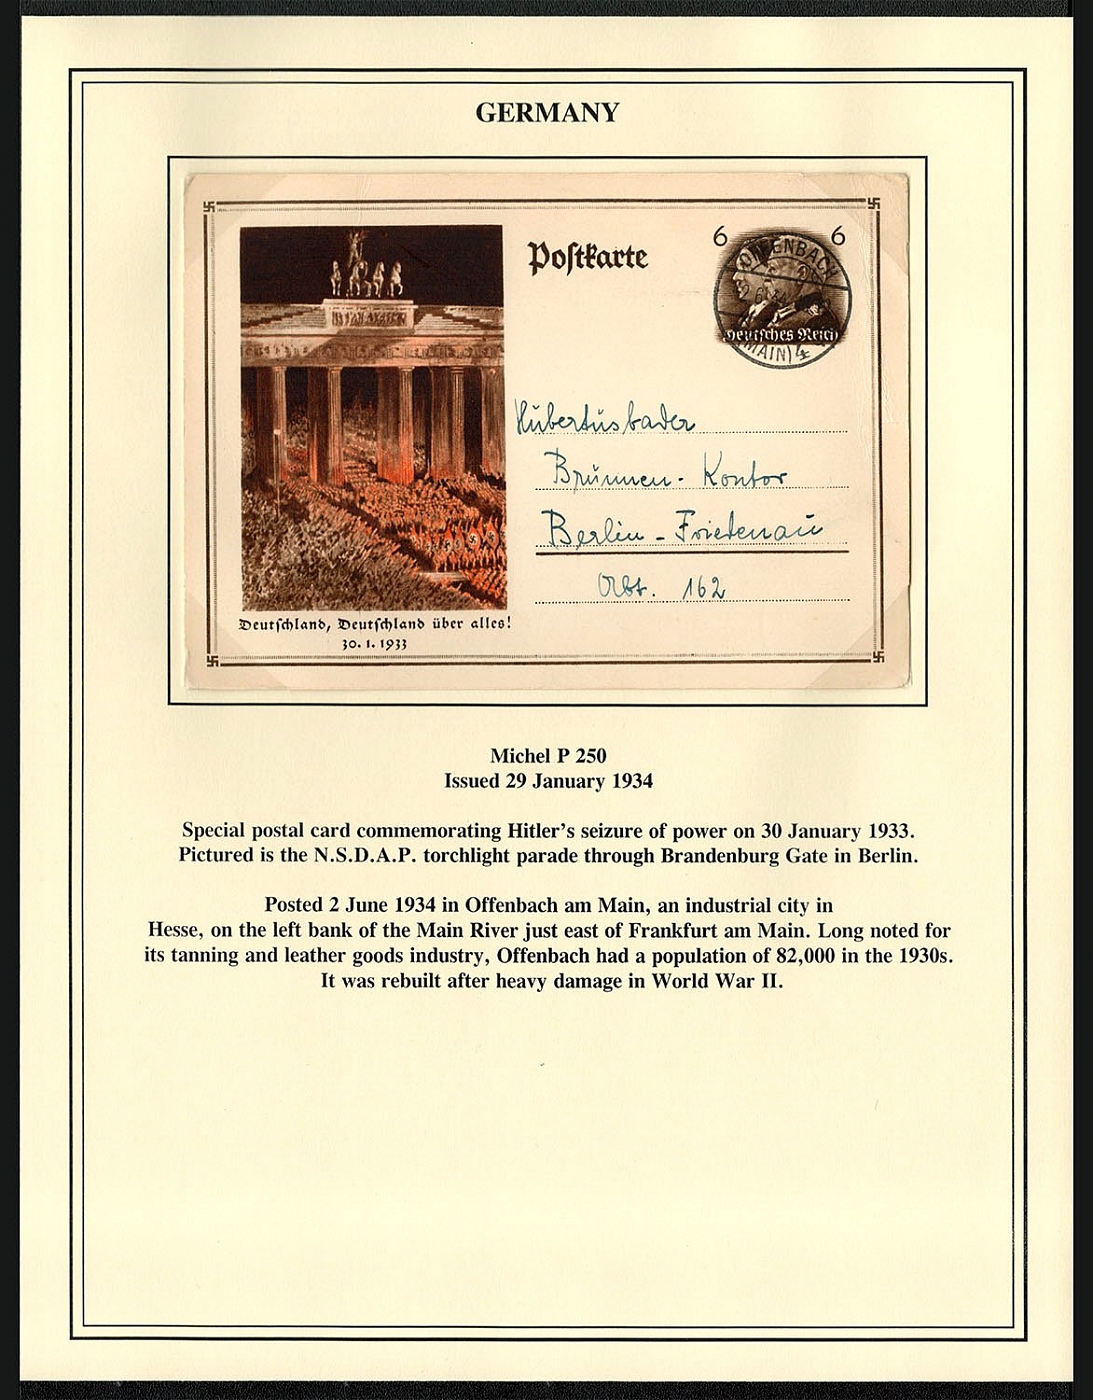 GERMANY
Postkarte
6 6
OFFENBACH
Deutsches Reich
(MAIN) 4
Hubertusbader
Brunnen - Kontor
Berlin - Friedenau
Abt. 162
Deutschland, Deutschland über alles!
30. 1. 1933
Michel P 250
Issued 29 January 1934
Special postal card commemorating Hitler's seizure of power on 30 January 1933.
Pictured is the N.S.D.A.P. torchlight parade through Brandenburg Gate in Berlin.
Posted 2 June 1934 in Offenbach am Main, an industrial city in
Hesse, on the left bank of the Main River just east of Frankfurt am Main. Long noted for
its tanning and leather goods industry, Offenbach had a population of 82,000 in the 1930s.
It was rebuilt after heavy damage in World War II.